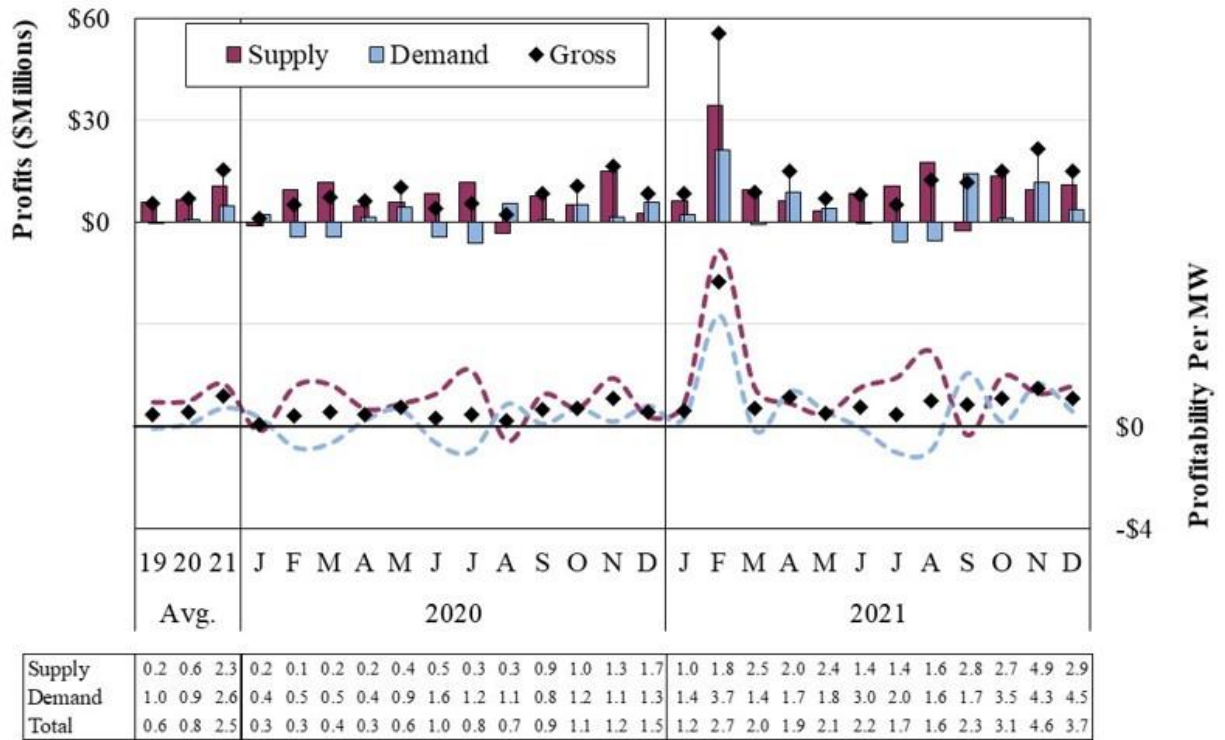 $60
Supply Demand Gross
Profits ($Millions)
$30
$0
Profitability Per MW
$0
-$4
19 20 21 J F M A M J J A S O N D J F M A M J J A S O N D
Avg. 2020 2021
Supply 0.2 0.6 2.3 0.2 0.1 0.2 0.2 0.4 0.5 0.3 0.3 0.9 1.0 1.3 1.7 1.0 1.8 2.5 2.0 2.4 1.4 1.4 1.6 2.8 2.7 4.9 2.9
Demand 1.0 0.9 2.6 0.4 0.5 0.5 0.4 0.9 1.6 1.2 1.1 0.8 1.2 1.1 1.3 1.4 3.7 1.4 1.7 1.8 3.0 2.0 1.6 1.7 3.5 4.3 4.5
Total 0.6 0.8 2.5 0.3 0.3 0.4 0.3 0.6 1.0 0.8 0.7 0.9 1.1 1.2 1.5 1.2 2.7 2.0 1.9 2.1 2.2 1.7 1.6 2.3 3.1 4.6 3.7